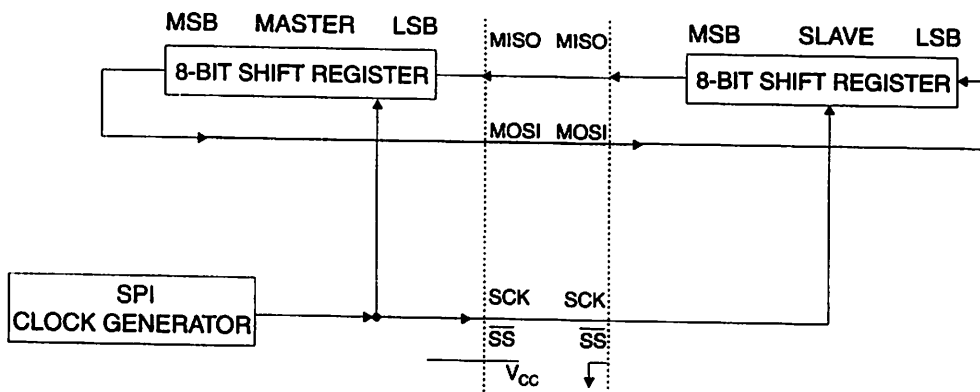 MSB MASTER LSB
8-BIT SHIFT REGISTER
MISO MISO
MSB SLAVE LSB
8-BIT SHIFT REGISTER
MOSI MOSI
SPI
CLOCK GENERATOR
SCK SCK
SS SS
VCC